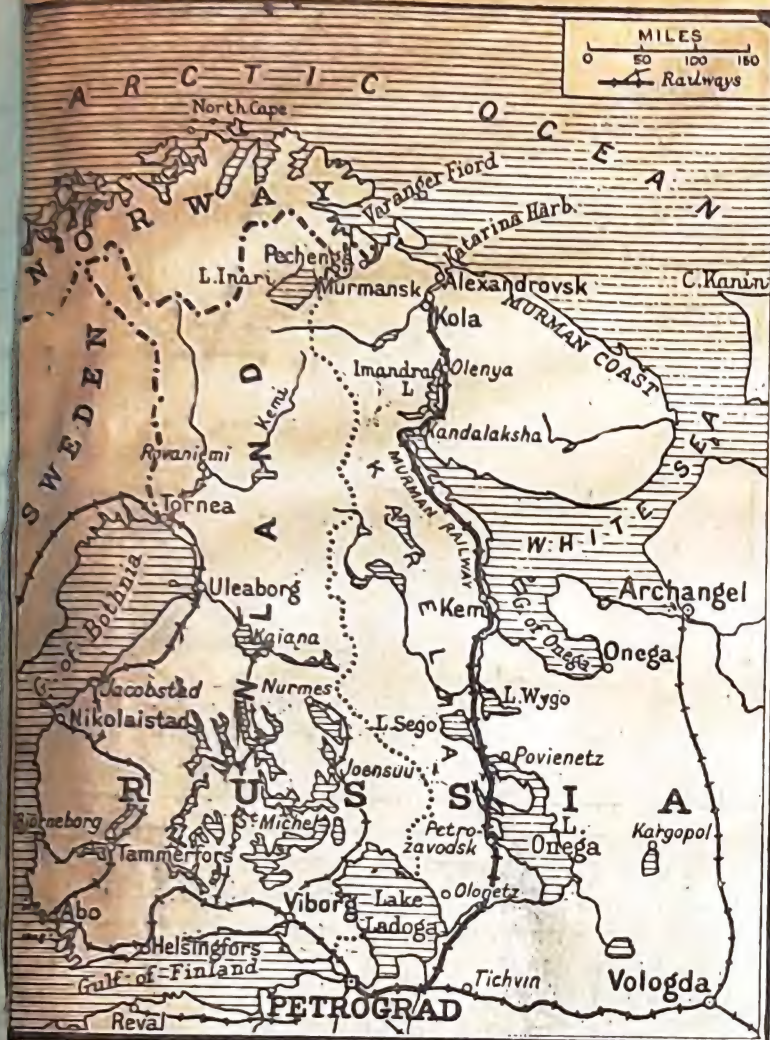 MILES
0 50 100 150
Railways
ARCTIC OCEAN
North Cape
NORWAY
Varanger Fiord
Katarina Harb.
Pechenga
L. Inari
Murmansk
Alexandrovsk
C. Kanin
Kola
MURMAN COAST
SWEDEN
Imandra
L
Olenya
Kemi
Kandalaksha
Rovaniemi
MURMAN RAILWAY
WHITE SEA
Tornea
FINLAND
KARELIA
G. of Bothnia
Uleaborg
Kem
G. of Onega
Archangel
Onega
Kaiana
Jacobstad
Nurmes
L. Wygo
Nikolaistad
L. Sego
Povienetz
Joensuu
RUSSIA
Bjorneborg
St. Michel
Petro-
zavodsk
L.
Onega
Kargopol
Tammerfors
Abo
Viborg
Lake
Ladoga
Olonetz
Helsingfors
Gulf of Finland
Tichvin
Vologda
PETROGRAD
Reval